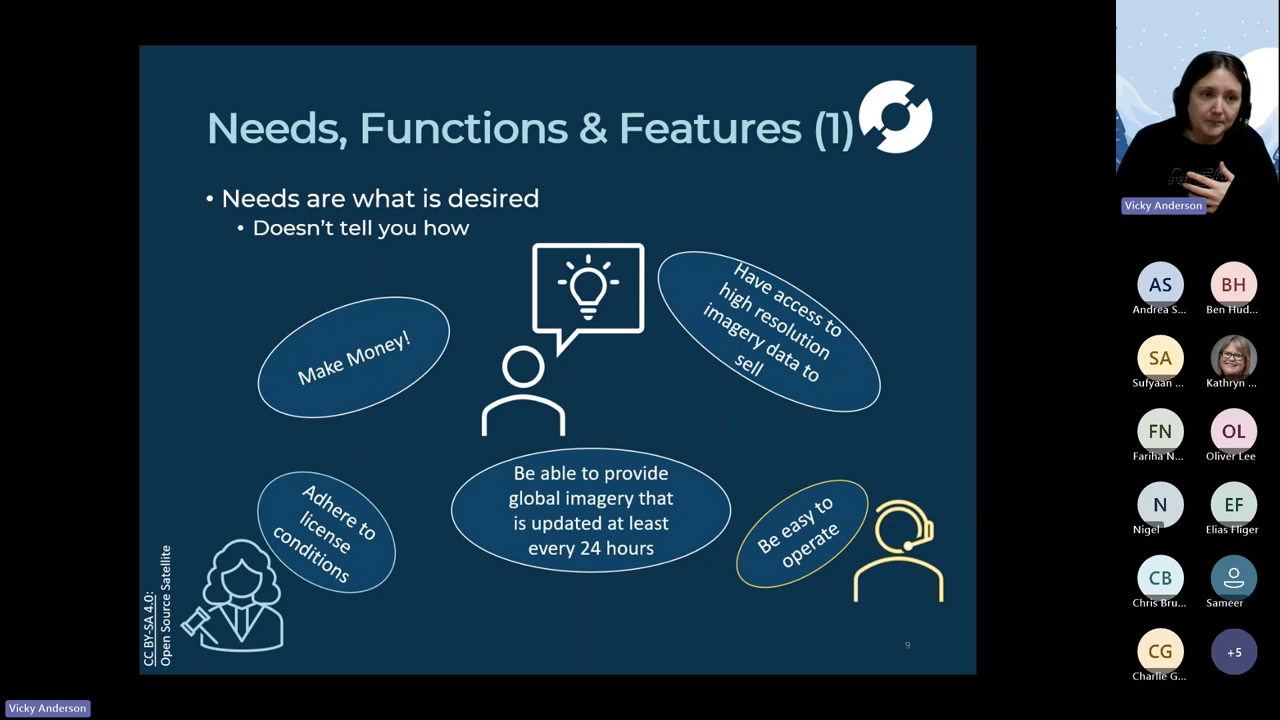 Needs, Functions & Features (1)
• Needs are what is desired
• Doesn't tell you how
Make Money!
Have access to
high resolution
imagery data to
sell
Adhere to
license
conditions
Be able to provide
global imagery that
is updated at least
every 24 hours
Be easy to
operate
CC BY-SA 4.0:
Open Source Satellite
9
Vicky Anderson
AS
Andrea S...
BH
Ben Hud...
SA
Sufyaan ...
Kathryn ...
FN
Fariha N...
OL
Oliver Lee
N
Nigel
EF
Elias Fliger
CB
Chris Bru...
Sameer
CG
Charlie G...
+5
Vicky Anderson